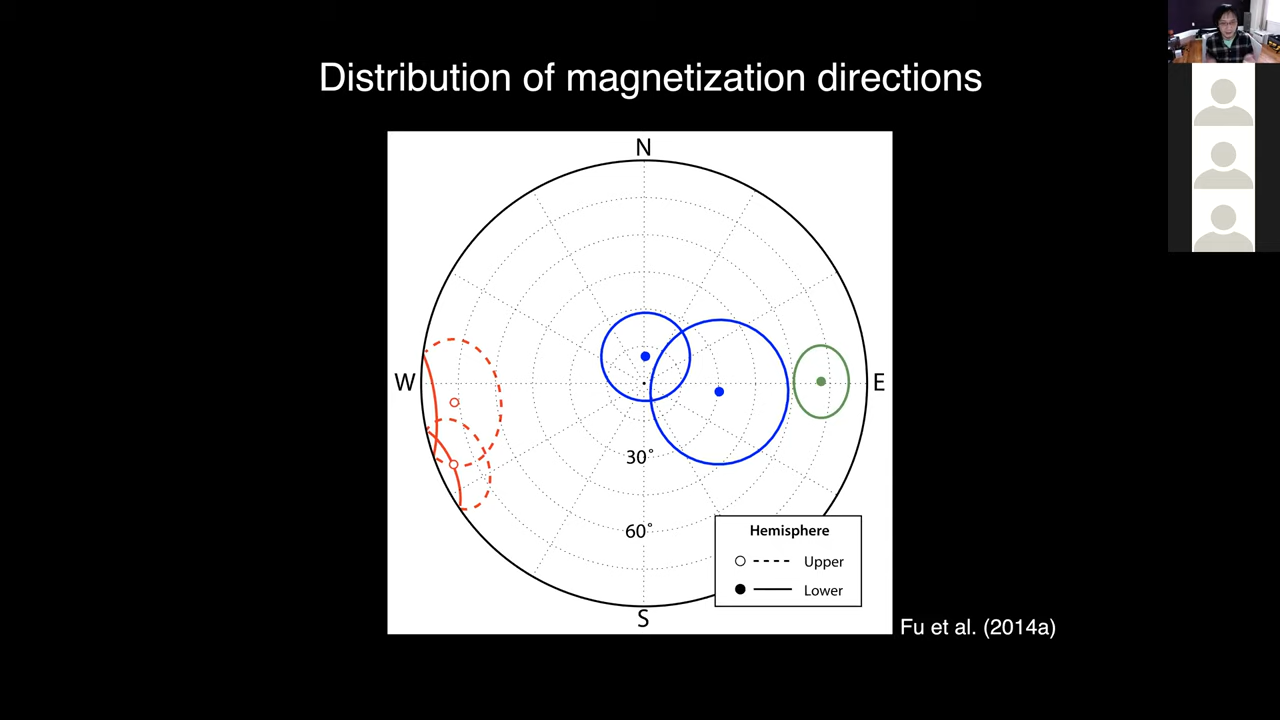 Distribution of magnetization directions
N
W
E
30°
60°
Hemisphere
Upper
Lower
S
Fu et al. (2014a)